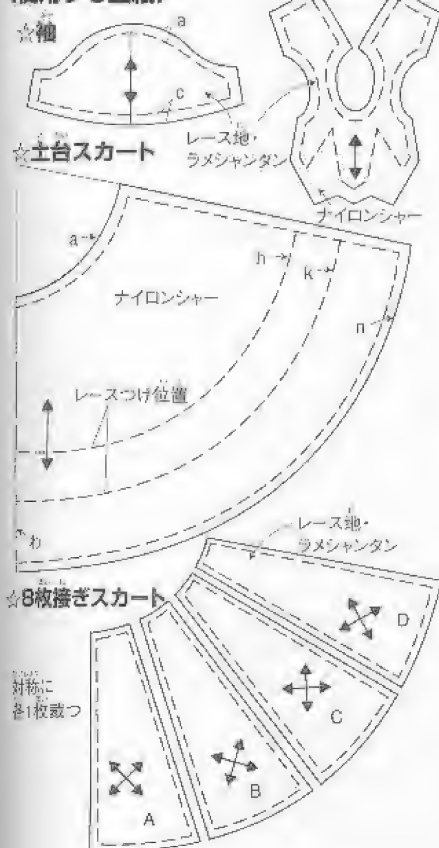 ☆袖
a
c
レース地・
ラメシャンタン
ナイロンシャー
☆土台スカート
a
h
k
n
ナイロンシャー
レースつけ位置
わ
レース地・
ラメシャンタン
☆8枚接ぎスカート
対称に
各1枚裁つ
A
B
C
D